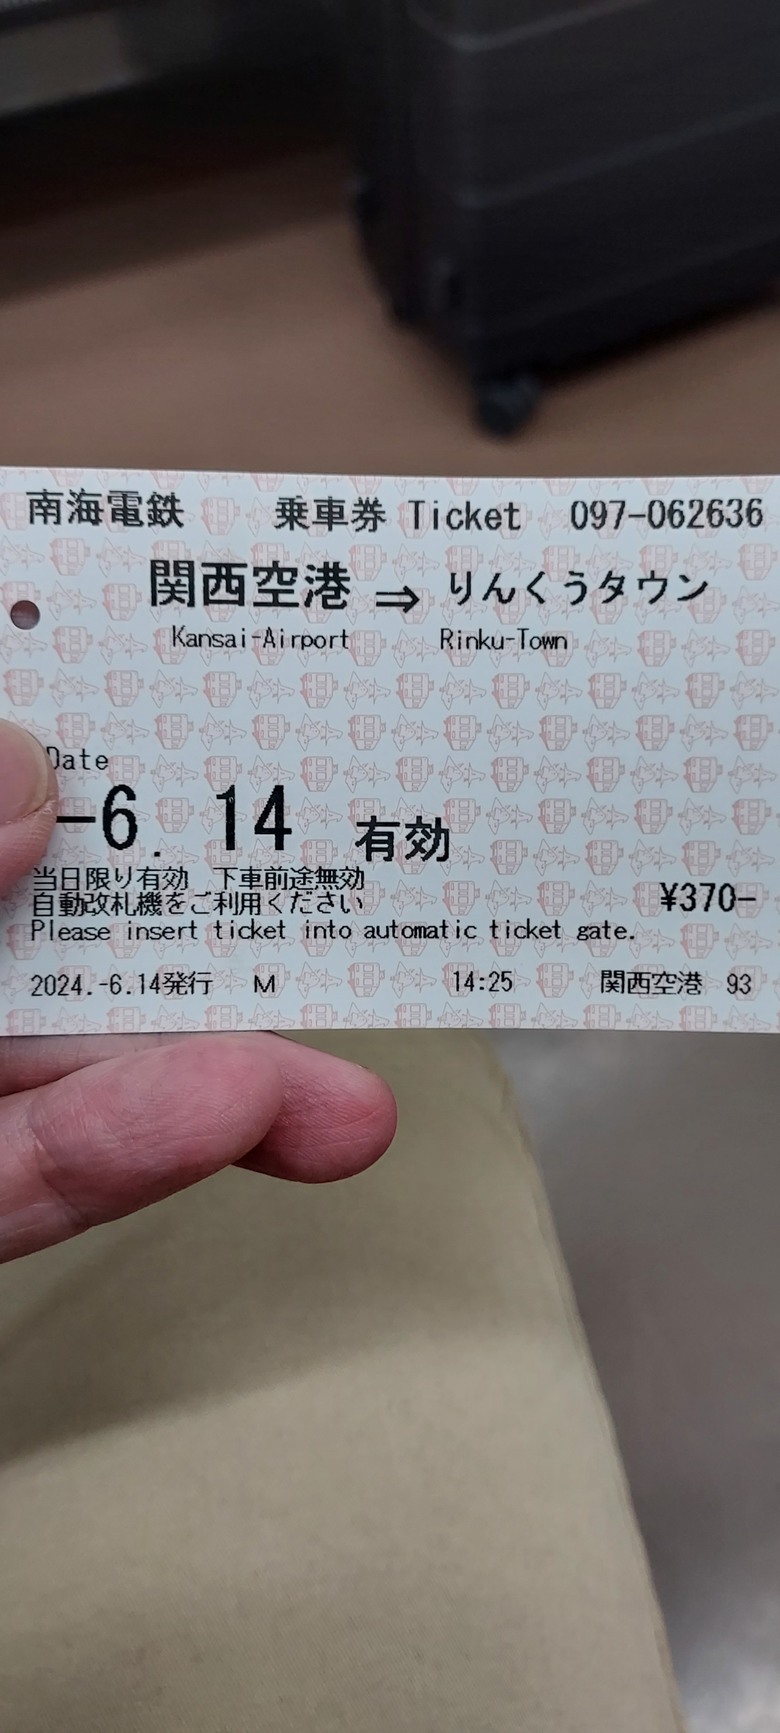 南海電鉄 乗車券 Ticket 097-062636
関西空港 ⇒ りんくうタウン
Kansai-Airport Rinku-Town
Date
-6. 14 有効
当日限り有効 下車前途無効
自動改札機をご利用ください
¥370-
Please insert ticket into automatic ticket gate.
2024.-6.14発行 M 14:25 関西空港 93